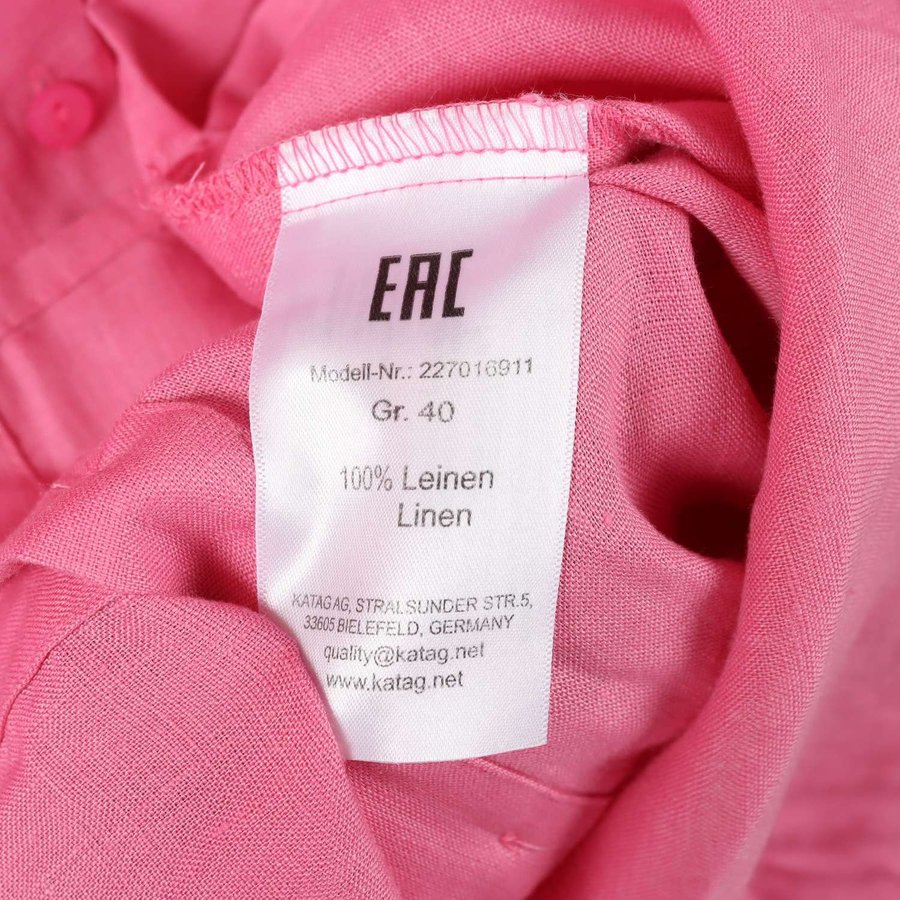 EAC
Modell-Nr.: 227016911
Gr. 40
100% Leinen
Linen
KATAG AG, STRALSUNDER STR.5,
33605 BIELEFELD, GERMANY
quality@katag.net
www.katag.net